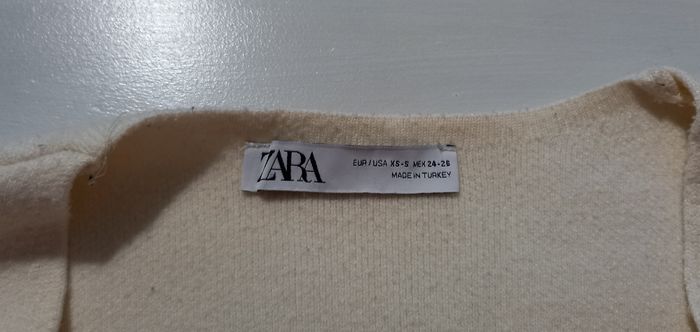 ZARA
EUR/USA XS-S MEX 24-26
MADE IN TURKEY